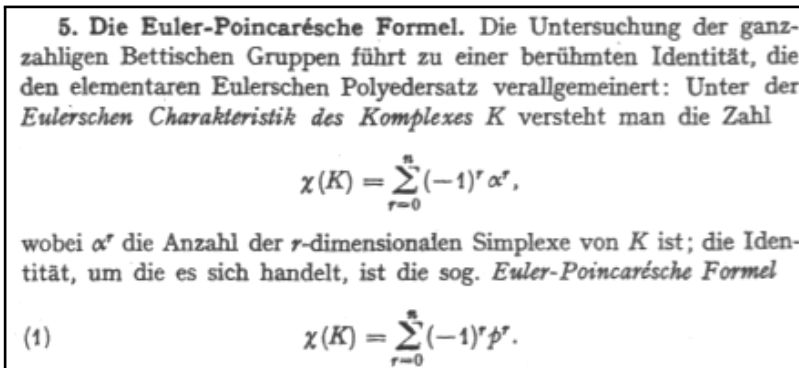 5. Die Euler-Poincarésche Formel. Die Untersuchung der ganz-
zahligen Bettischen Gruppen führt zu einer berühmten Identität, die
den elementaren Eulerschen Polyedersatz verallgemeinert: Unter der
Eulerschen Charakteristik des Komplexes K versteht man die Zahl
χ(K) = ∑_{r=0}^{n} (−1)^r α^r,
wobei α^r die Anzahl der r-dimensionalen Simplexe von K ist; die Iden-
tität, um die es sich handelt, ist die sog. Euler-Poincarésche Formel
(1) χ(K) = ∑_{r=0}^{n} (−1)^r p^r.